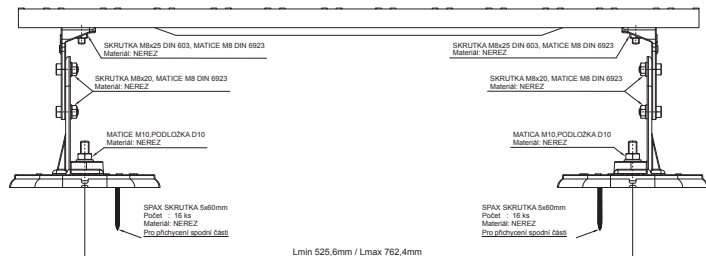 SKRUTKA M8x25 DIN 603, MATICE M8 DIN 6923
Materiál: NEREZ
SKRUTKA M8x25 DIN 603, MATICE M8 DIN 6923
Materiál: NEREZ
SKRUTKA M8x20, MATICE M8 DIN 6923
Materiál: NEREZ
SKRUTKA M8x20, MATICE M8 DIN 6923
Materiál: NEREZ
MATICE M10,PODLOŽKA D10
Materiál: NEREZ
MATICA M10,PODLOŽKA D10
Materiál: NEREZ
SPAX SKRUTKA 5x60mm
Počet : 16 ks
Materiál: NEREZ
Pro přichycení spodní části
SPAX SKRUTKA 5x60mm
Počet : 16 ks
Materiál: NEREZ
Pro přichycení spodní části
Lmin 525,6mm / Lmax 762,4mm